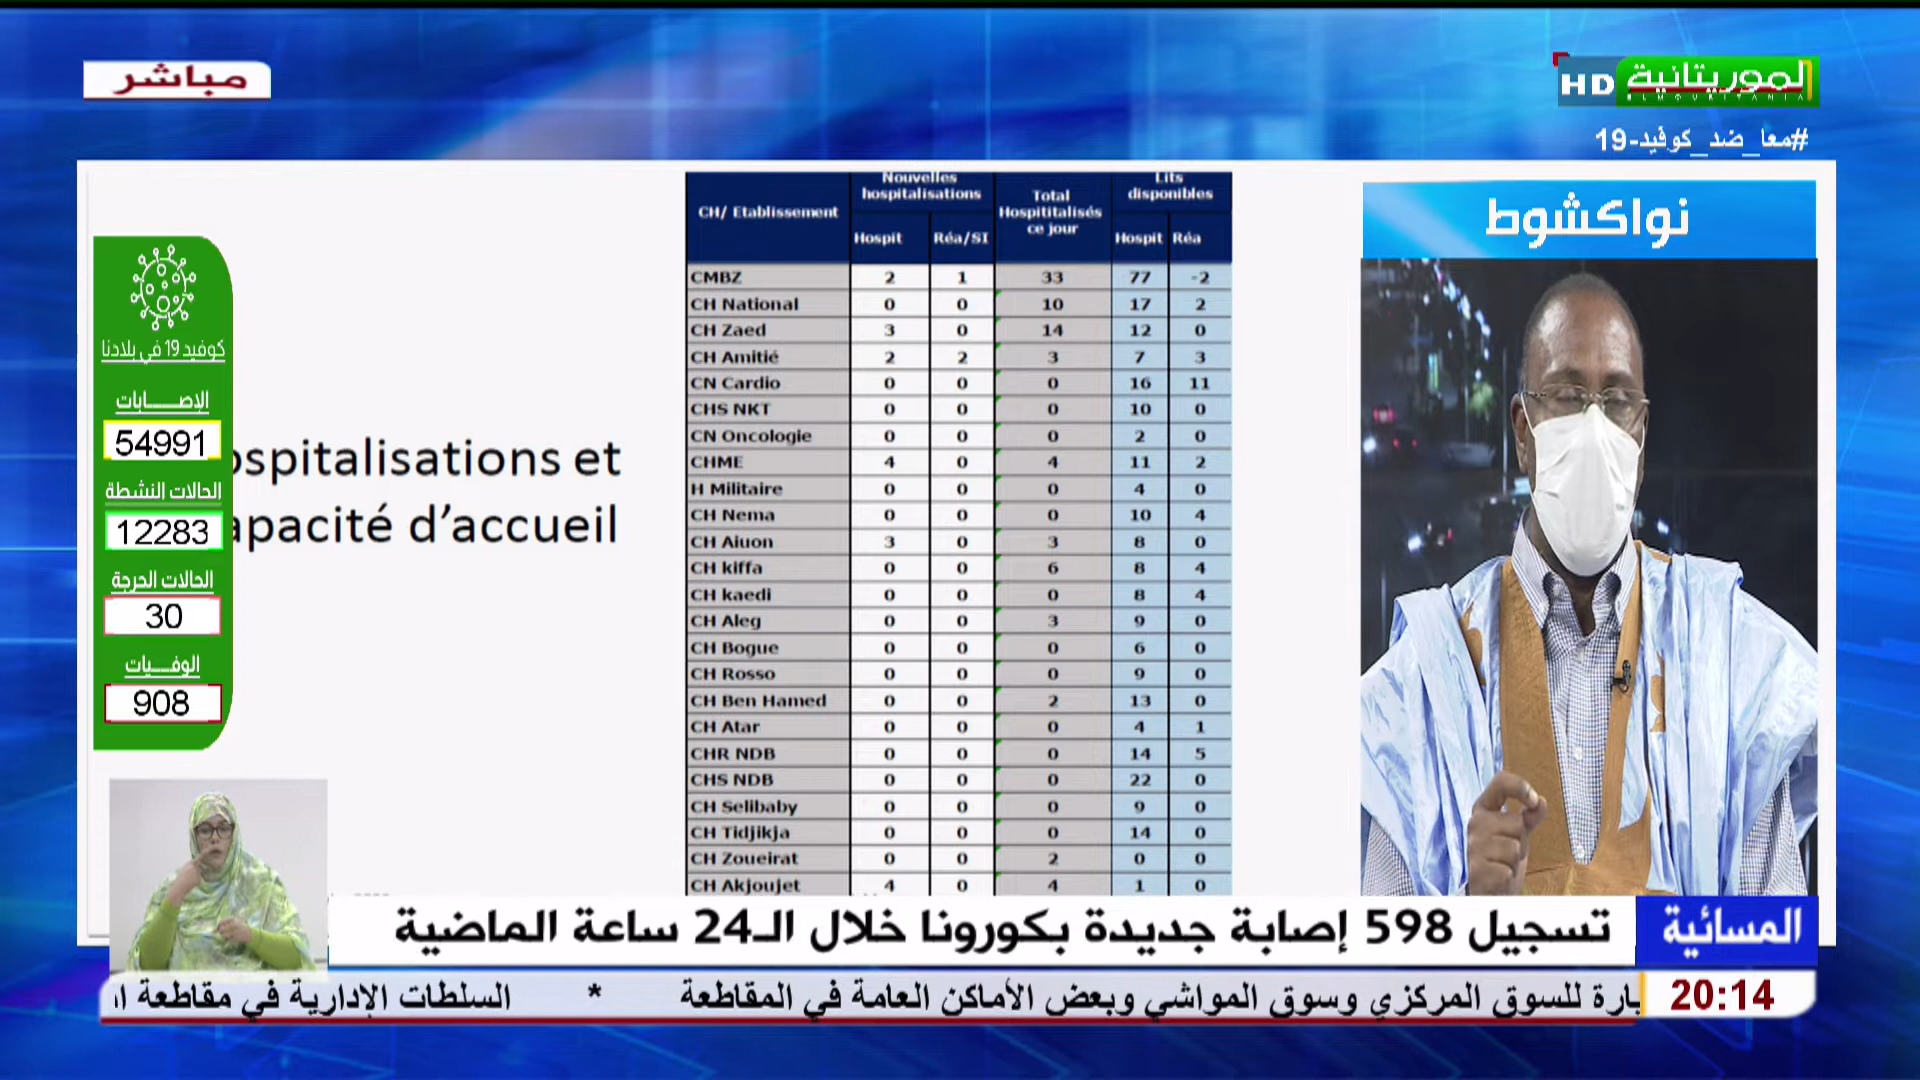 مباشر
HD الموريتانية
ELMOURITANIA
#معا_ضد_كوفيد-19
نواكشوط
كوفيد 19 في بلادنا
الإصابات
54991
الحالات النشطة
12283
الحالات الحرجة
30
الوفيات
908
ospitalisations et
apacité d’accueil
CH/ Etablissement Nouvelles hospitalisations Total Hospititalisés ce jour Lits disponibles
Hospit Réa/SI Hospit Réa
CMBZ 2 1 33 77 -2
CH National 0 0 10 17 2
CH Zaed 3 0 14 12 0
CH Amitié 2 2 3 7 3
CN Cardio 0 0 0 16 11
CHS NKT 0 0 0 10 0
CN Oncologie 0 0 0 2 0
CHME 4 0 4 11 2
H Militaire 0 0 0 4 0
CH Nema 0 0 0 10 4
CH Aiuon 3 0 3 8 0
CH kiffa 0 0 6 8 4
CH kaedi 0 0 0 8 4
CH Aleg 0 0 3 9 0
CH Bogue 0 0 0 6 0
CH Rosso 0 0 0 9 0
CH Ben Hamed 0 0 2 13 0
CH Atar 0 0 0 4 1
CHR NDB 0 0 0 14 5
CHS NDB 0 0 0 22 0
CH Selibaby 0 0 0 9 0
CH Tidjikja 0 0 0 14 0
CH Zoueirat 0 0 2 0 0
CH Akjoujet 4 0 4 1 0
المسائية
تسجيل 598 إصابة جديدة بكورونا خلال الـ24 ساعة الماضية
20:14
يارة للسوق المركزي وسوق المواشي وبعض الأماكن العامة في المقاطعة * السلطات الإدارية في مقاطعة